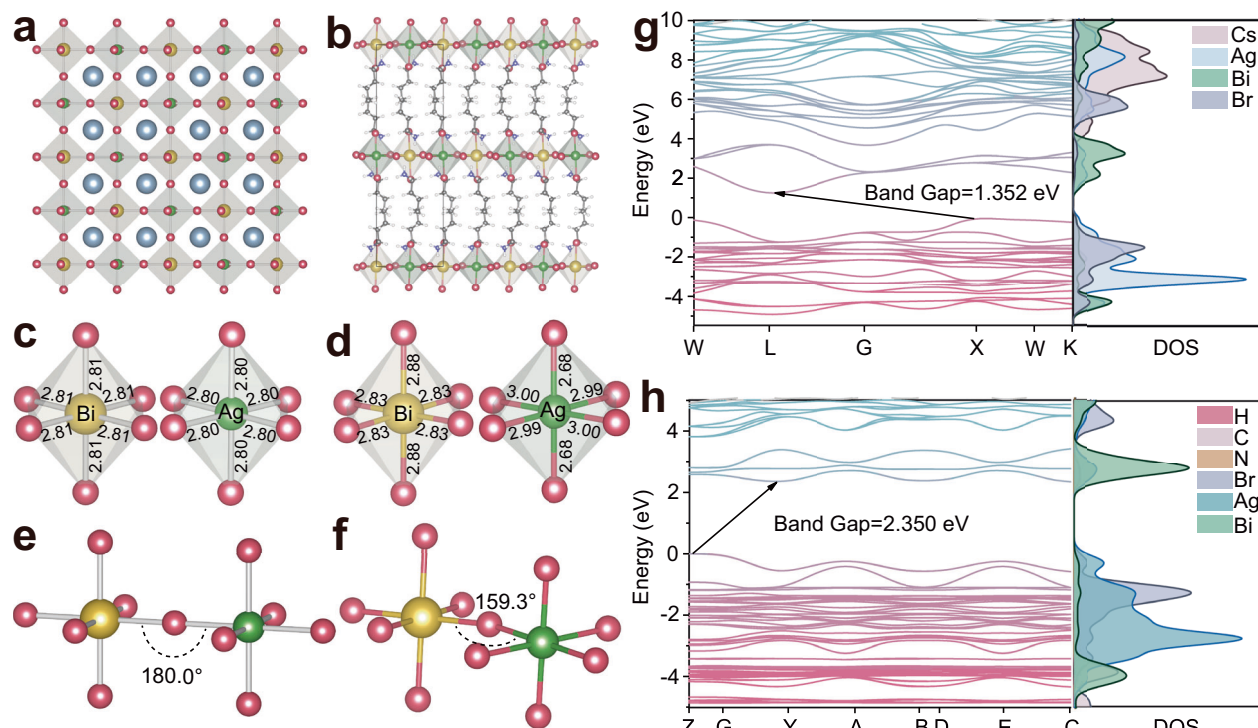 a
b
c
2.81
2.81
2.81
Bi
2.81
2.81
2.81
2.80
2.80
2.80
Ag
2.80
2.80
2.80
d
2.88
2.83
2.83
Bi
2.83
2.83
2.88
2.68
3.00
2.99
Ag
2.99
3.00
2.68
e
180.0°
f
159.3°
g
Energy (eV)
10
8
6
4
2
0
-2
-4
Band Gap=1.352 eV
W L G X W K
DOS
Cs
Ag
Bi
Br
h
Energy (eV)
4
2
0
-2
-4
Band Gap=2.350 eV
Z G Y A B D E C
DOS
H
C
N
Br
Ag
Bi